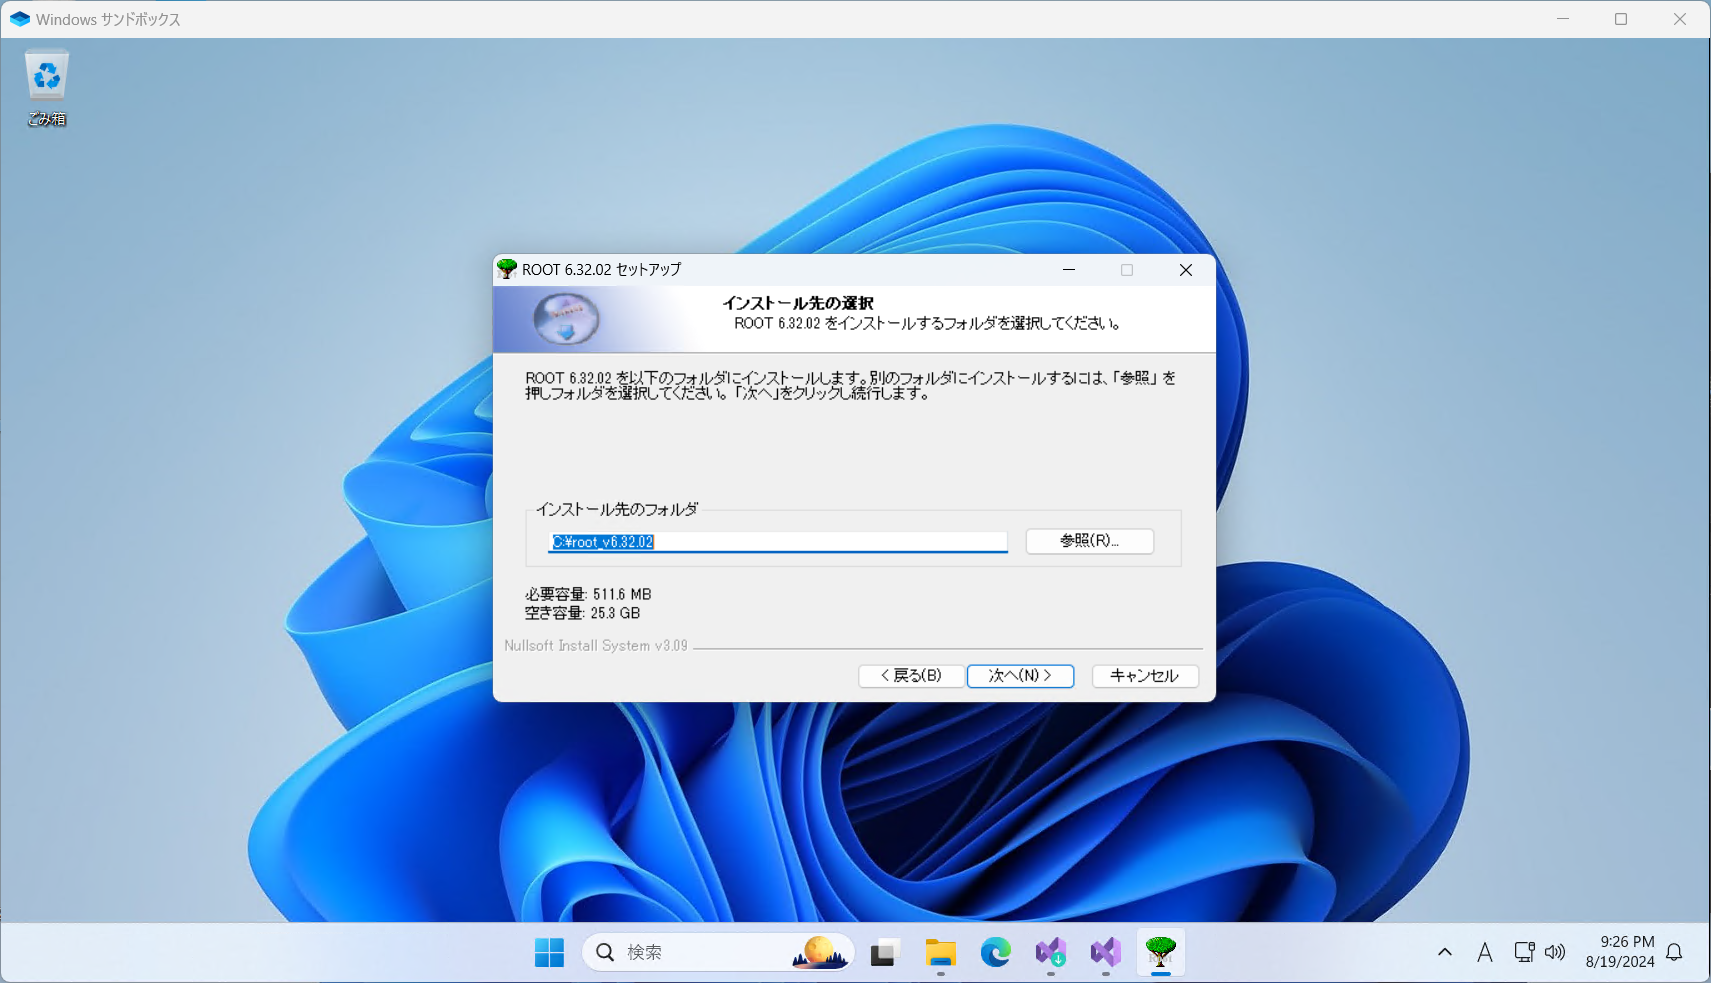 Windows サンドボックス
ごみ箱
ROOT 6.32.02 セットアップ
インストール先の選択
ROOT 6.32.02 をインストールするフォルダを選択してください。
ROOT 6.32.02 を以下のフォルダにインストールします。別のフォルダにインストールするには、「参照」 を
押しフォルダを選択してください。「次へ」をクリックし続行します。
インストール先のフォルダ
C:¥root_v6.32.02
参照(R)...
必要容量: 511.6 MB
空き容量: 25.3 GB
Nullsoft Install System v3.09
< 戻る(B)
次へ(N) >
キャンセル
検索
A
9:26 PM
8/19/2024